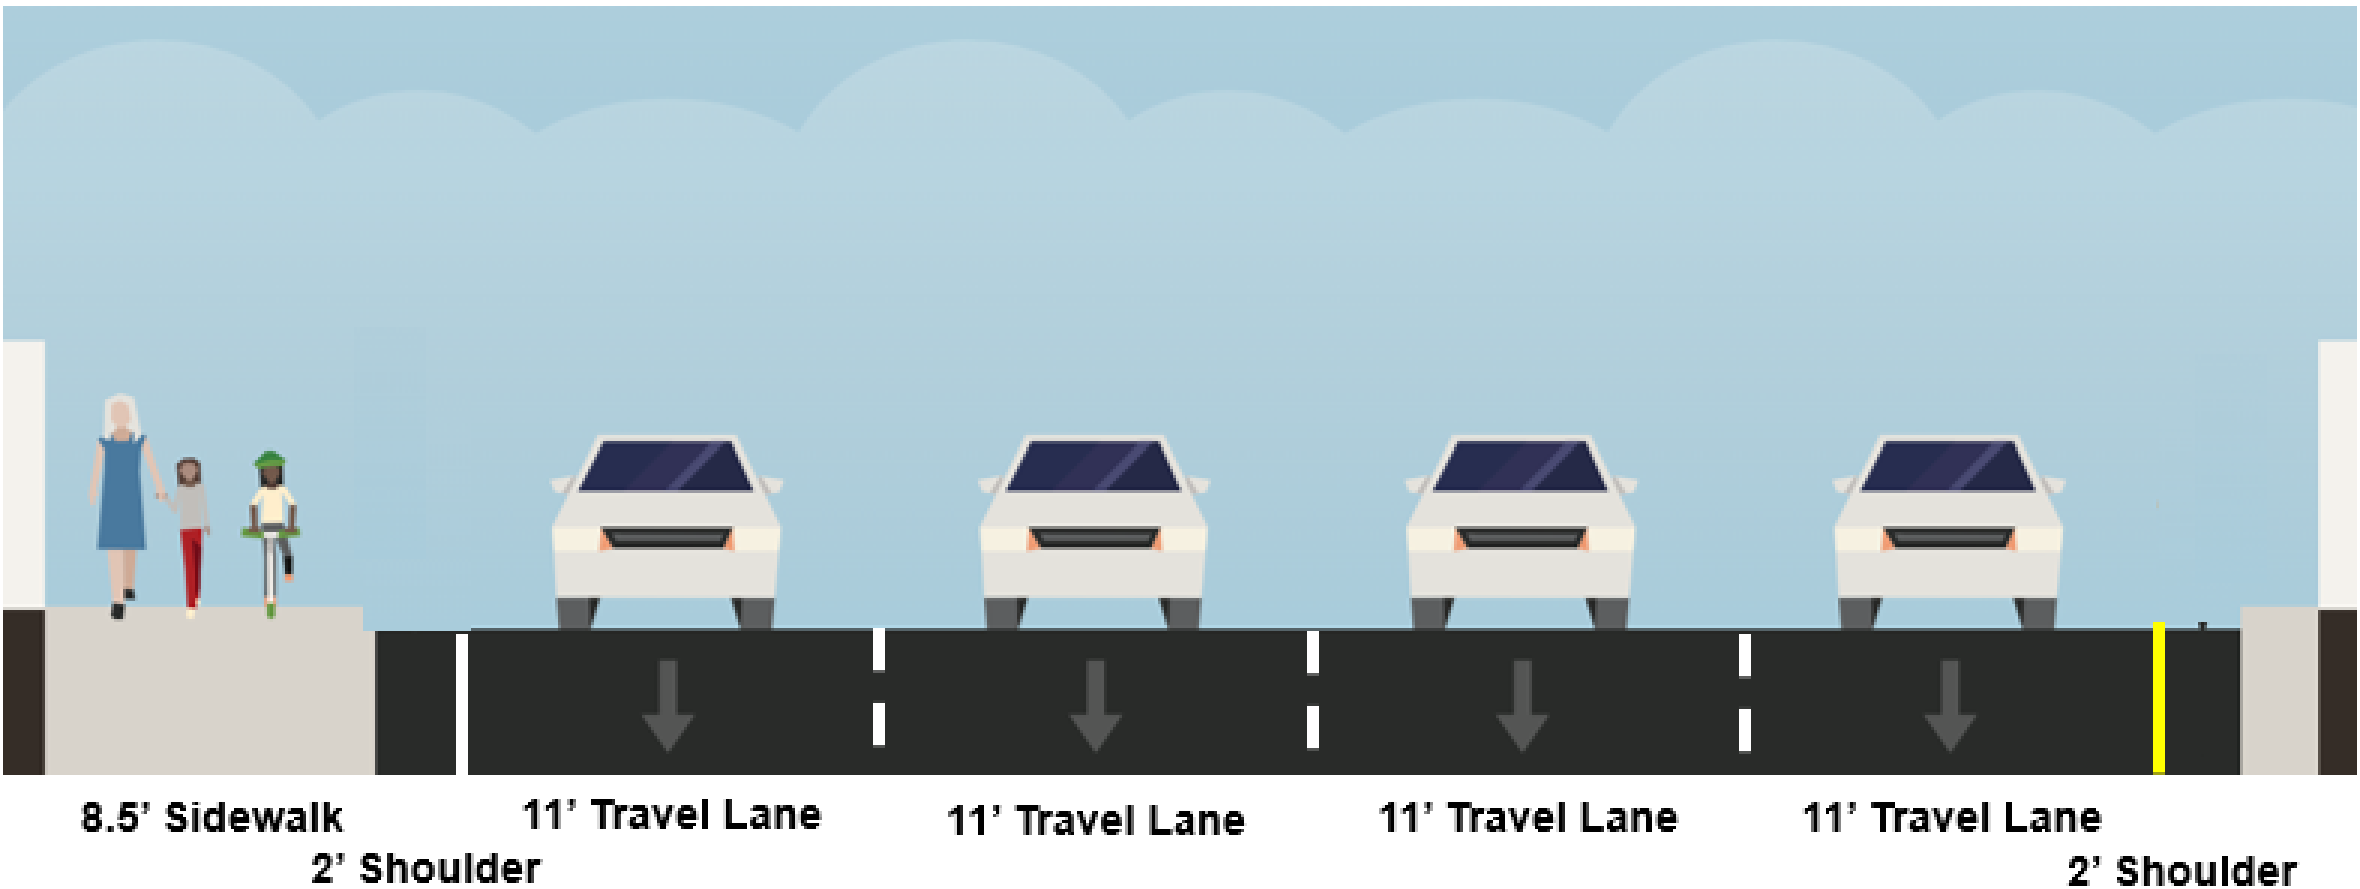 8.5’ Sidewalk
2’ Shoulder
11’ Travel Lane
11’ Travel Lane
11’ Travel Lane
11’ Travel Lane
2’ Shoulder